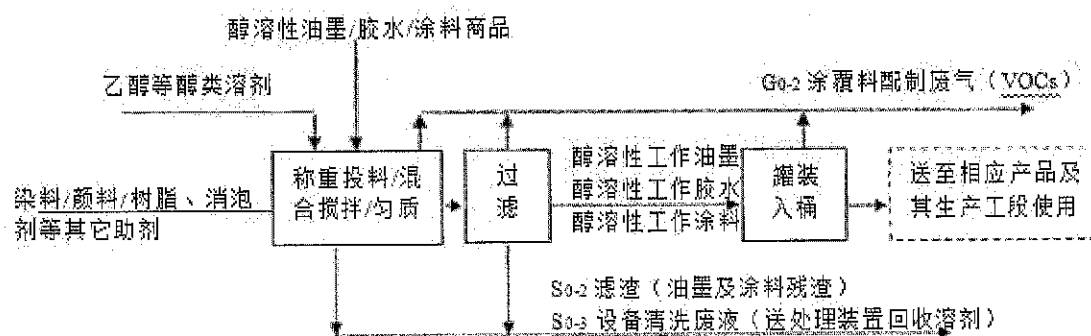 醇溶性油墨/胶水/涂料商品
乙醇等醇类溶剂
G0-2 涂覆料配制废气（VOCs）
染料/颜料/树脂、消泡
剂等其它助剂
称重投料/混
合搅拌/匀质
过
滤
醇溶性工作油墨
醇溶性工作胶水
醇溶性工作涂料
罐装
入桶
送至相应产品及
其生产工段使用
S0-2 滤渣（油墨及涂料残渣）
S0-3 设备清洗废液（送处理装置回收溶剂）